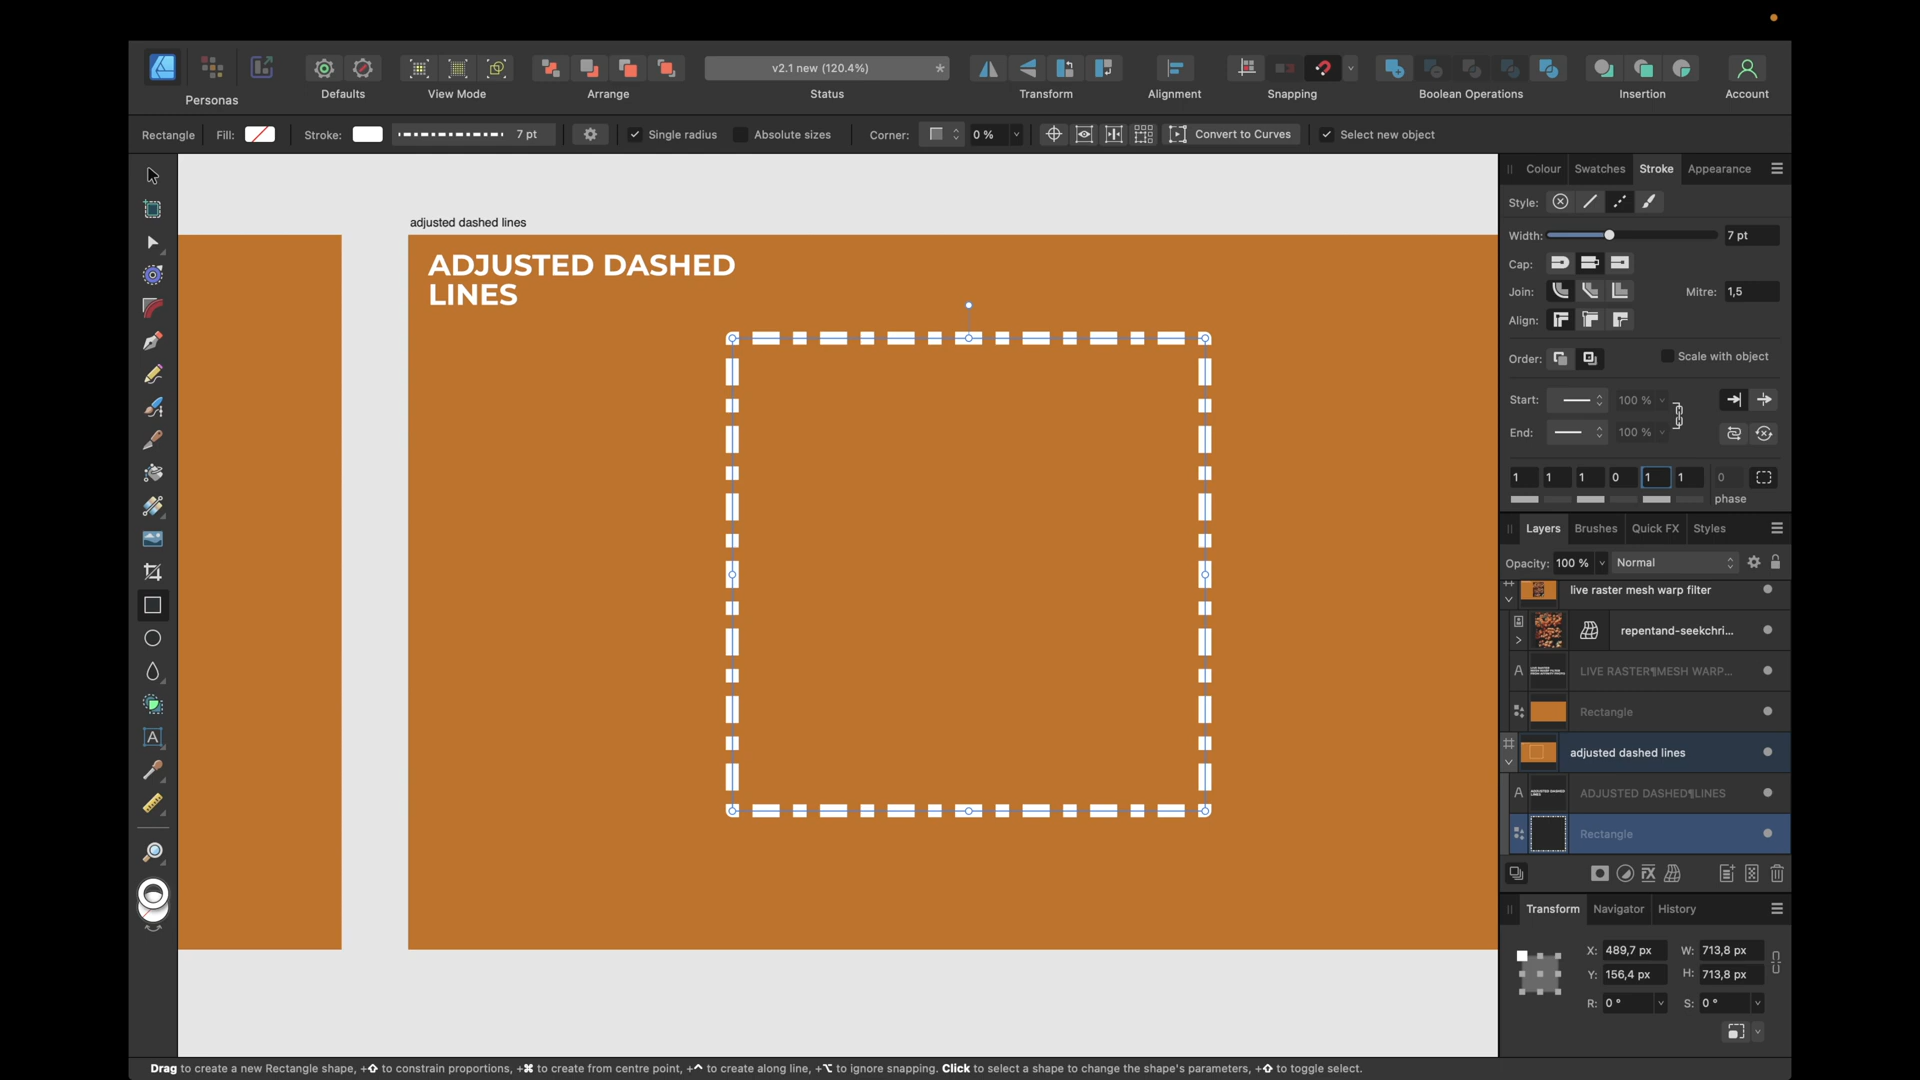 v2.1 new (120.4%)
*
Personas
Defaults
View Mode
Arrange
Status
Transform
Alignment
Snapping
Boolean Operations
Insertion
Account
Rectangle Fill: Stroke: 7 pt Single radius Absolute sizes Corner: 0 % Convert to Curves Select new object
adjusted dashed lines
ADJUSTED DASHED
LINES
Colour Swatches Stroke Appearance
Style:
Width: 7 pt
Cap:
Join: Mitre: 1,5
Align:
Order: Scale with object
Start: 100 %
End: 100 %
1 1 1 0 1 1 0
phase
Layers Brushes Quick FX Styles
Opacity: 100 % Normal
live raster mesh warp filter
repentand-seekchri...
A LIVE RASTER¶MESH WARP...
Rectangle
adjusted dashed lines
A ADJUSTED DASHED¶LINES
Rectangle
Transform Navigator History
X: 489,7 px W: 713,8 px
Y: 156,4 px H: 713,8 px
R: 0 ° S: 0 °
Drag to create a new Rectangle shape, +⇧ to constrain proportions, +⌘ to create from centre point, +⌃ to create along line, +⌥ to ignore snapping. Click to select a shape to change the shape's parameters, +⇧ to toggle select.